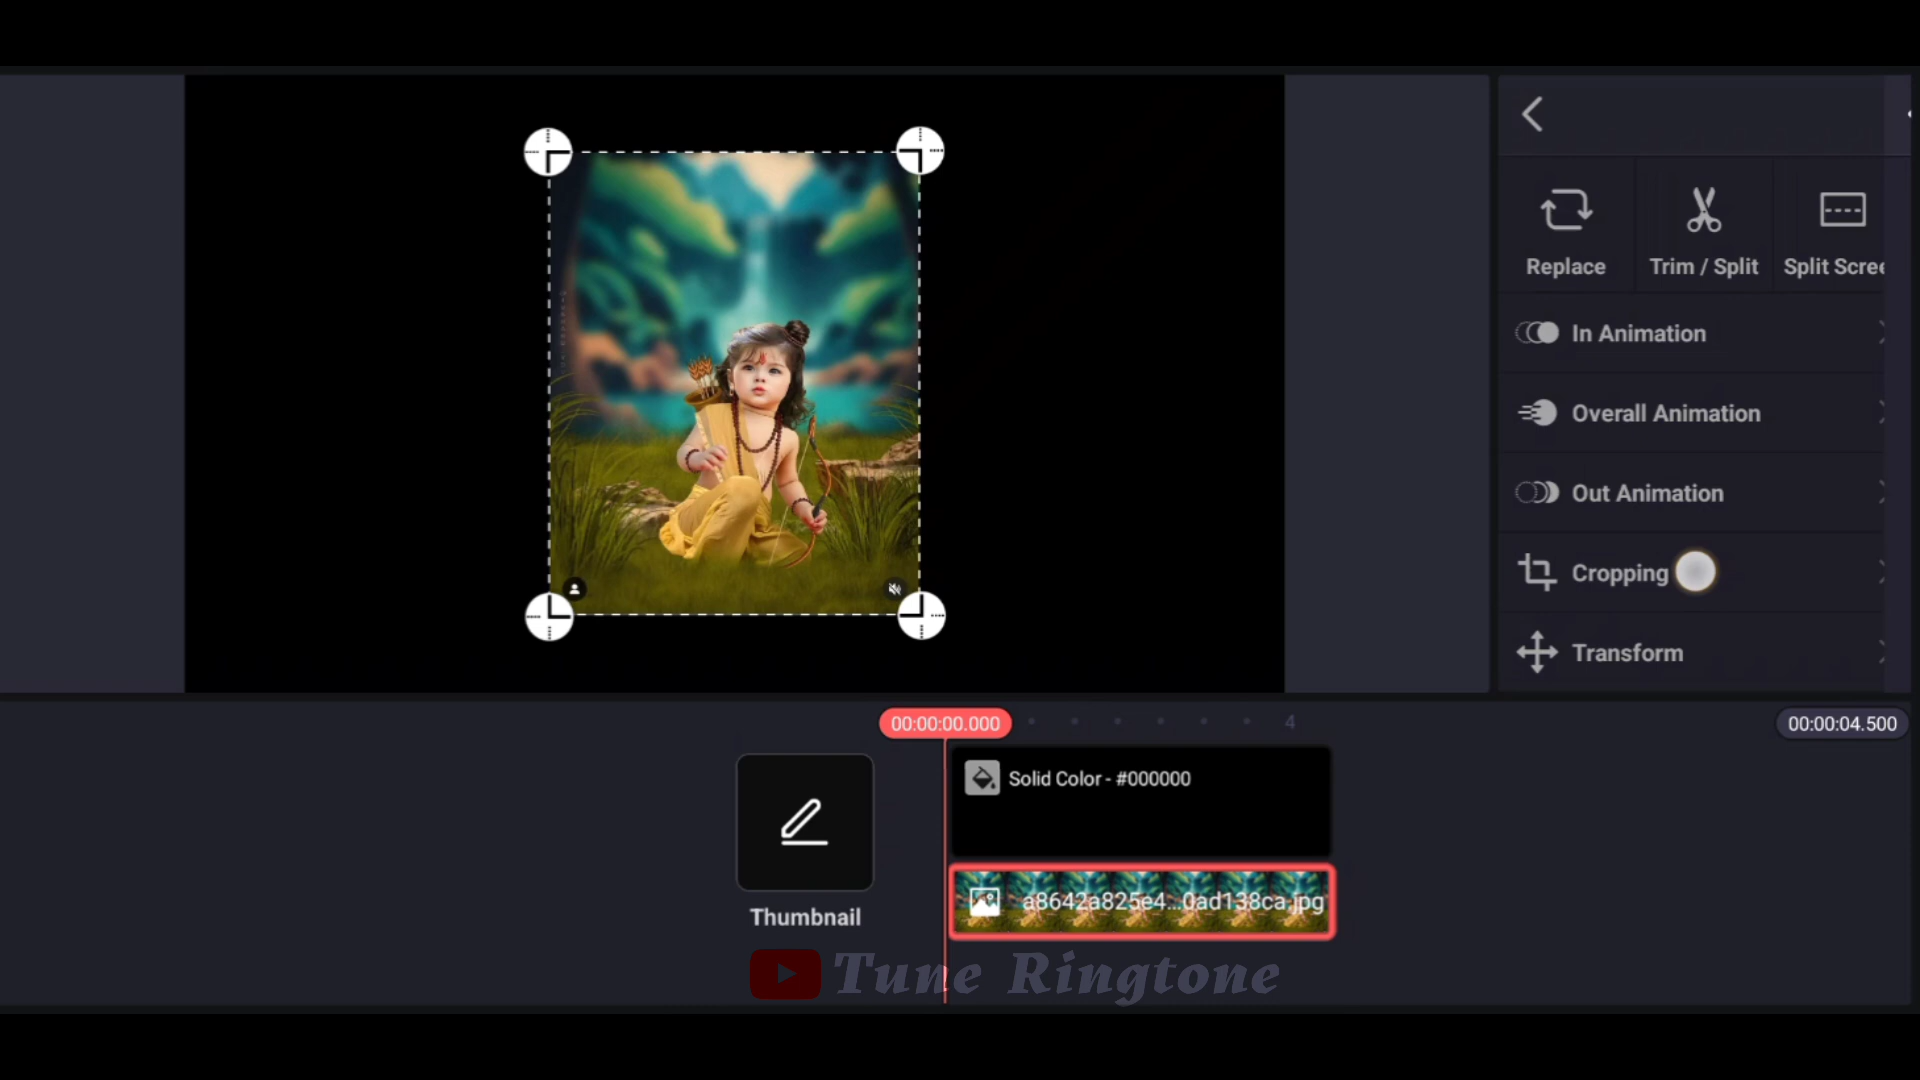 Replace
Trim / Split
Split Scree
In Animation
Overall Animation
Out Animation
Cropping
Transform
00:00:00.000
4
00:00:04.500
Solid Color - #000000
a8642a825e4...0ad138ca.jpg
Thumbnail
Tune Ringtone